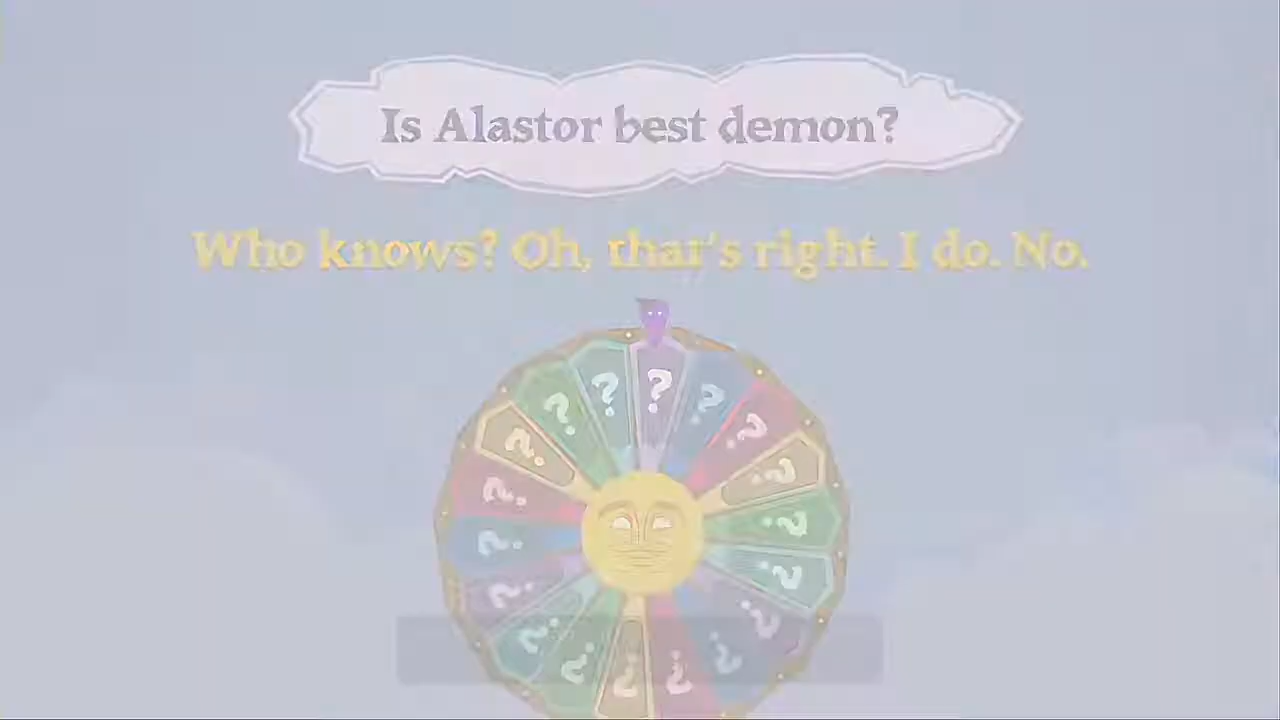 Is Alastor best demon?
Who knows? Oh, that's right. I do. No.